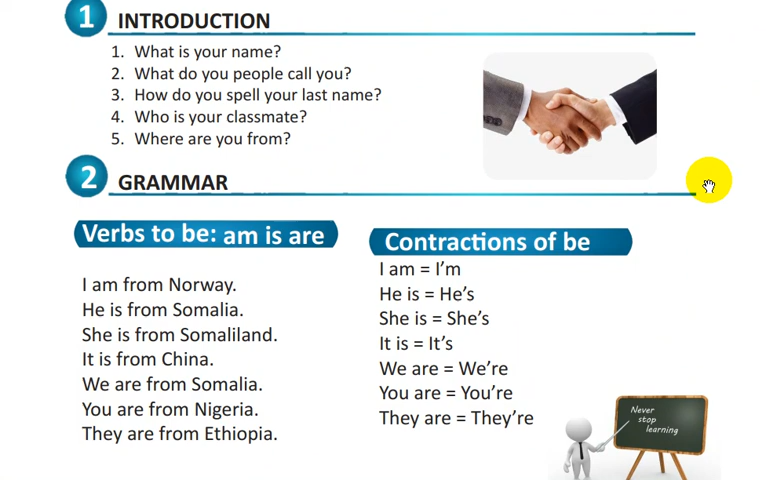 1 INTRODUCTION
1. What is your name?
2. What do you people call you?
3. How do you spell your last name?
4. Who is your classmate?
5. Where are you from?
2 GRAMMAR
Verbs to be: am is are
I am from Norway.
He is from Somalia.
She is from Somaliland.
It is from China.
We are from Somalia.
You are from Nigeria.
They are from Ethiopia.
Contractions of be
I am = I'm
He is = He's
She is = She's
It is = It's
We are = We're
You are = You're
They are = They're
Never
stop
learning